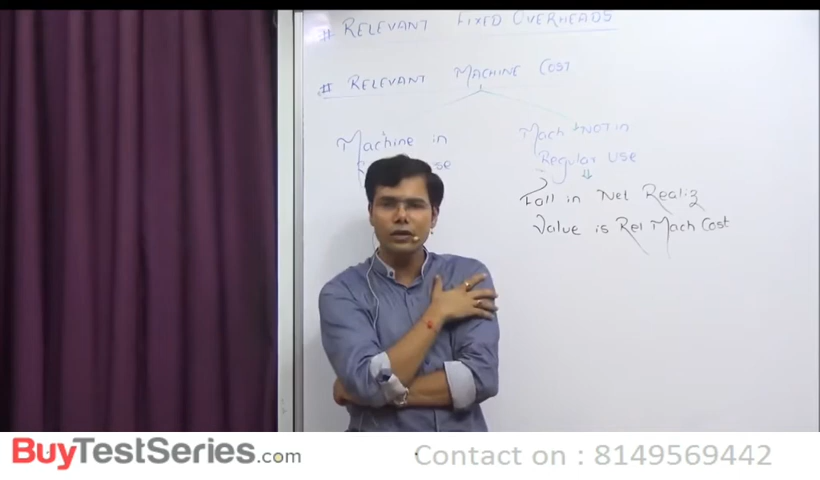 # RELEVANT FIXED OVERHEADS
# RELEVANT MACHINE COST
Machine in
se
Mach NOT in
Regular Use
Fall in Net Realiz
Value is Rel Mach Cost
BuyTestSeries.com
Contact on : 8149569442